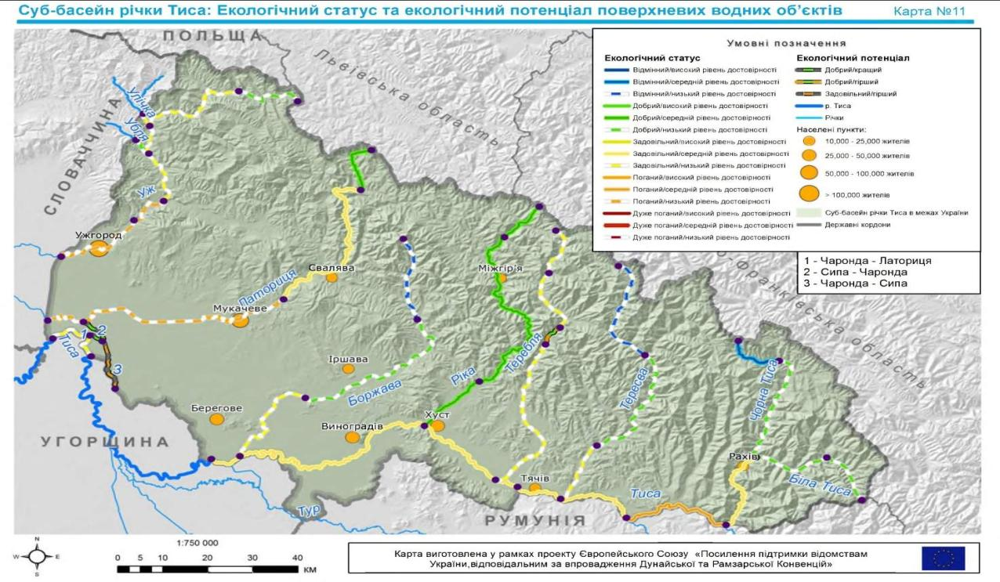 Суб-басейн річки Тиса: Екологічний статус та екологічний потенціал поверхневих водних об'єктів
Карта №11
ПОЛЬЩА
Львівська область
СЛОВАЧЧИНА
Улічка
Убля
Уж
Ужгород
Свалява
Латориця
Мукачеве
Міжгір'я
1
2
3
Тиса
Іршава
Боржава
Ріка
Теребля
Тересва
Чорна Тиса
о-Франківська область
Берегове
Виноградів
Хуст
УГОРЩИНА
Рахів
Біла Тиса
Тячів
Тиса
Тур
РУМУНІЯ
Умовні позначення
Екологічний статус
Відмінний/високий рівень достовірності
Відмінний/середній рівень достовірності
Відмінний/низький рівень достовірності
Добрий/високий рівень достовірності
Добрий/середній рівень достовірності
Добрий/низький рівень достовірності
Задовільний/високий рівень достовірності
Задовільний/середній рівень достовірності
Задовільний/низький рівень достовірності
Поганий/високий рівень достовірності
Поганий/середній рівень достовірності
Поганий/низький рівень достовірності
Дуже поганий/високий рівень достовірності
Дуже поганий/середній рівень достовірності
Дуже поганий/низький рівень достовірності
Екологічний потенціал
Добрий/кращий
Добрий/гірший
Задовільний/гірший
р. Тиса
Річки
Населені пункти:
10,000 - 25,000 жителів
25,000 - 50,000 жителів
50,000 - 100,000 жителів
> 100,000 жителів
Суб-басейн річки Тиса в межах України
Державні кордони
1 - Чаронда - Латориця
2 - Сипа - Чаронда
3 - Чаронда - Сипа
N
W
E
S
1:750 000
0 5 10 20 30 40
КМ
Карта виготовлена у рамках проекту Європейського Союзу «Посилення підтримки відомствам
України,відповідальним за впровадження Дунайської та Рамзарської Конвенцій»